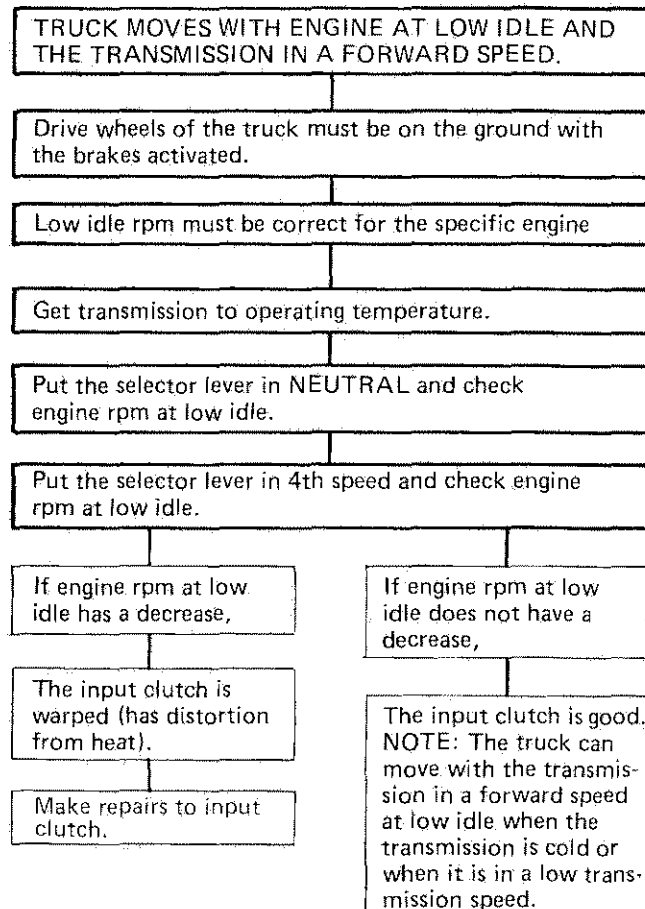 TRUCK MOVES WITH ENGINE AT LOW IDLE AND
THE TRANSMISSION IN A FORWARD SPEED.
Drive wheels of the truck must be on the ground with
the brakes activated.
Low idle rpm must be correct for the specific engine
Get transmission to operating temperature.
Put the selector lever in NEUTRAL and check
engine rpm at low idle.
Put the selector lever in 4th speed and check engine
rpm at low idle.
If engine rpm at low
idle has a decrease,
The input clutch is
warped (has distortion
from heat).
Make repairs to input
clutch.
If engine rpm at low
idle does not have a
decrease,
The input clutch is good.
NOTE: The truck can
move with the transmis-
sion in a forward speed
at low idle when the
transmission is cold or
when it is in a low trans-
mission speed.